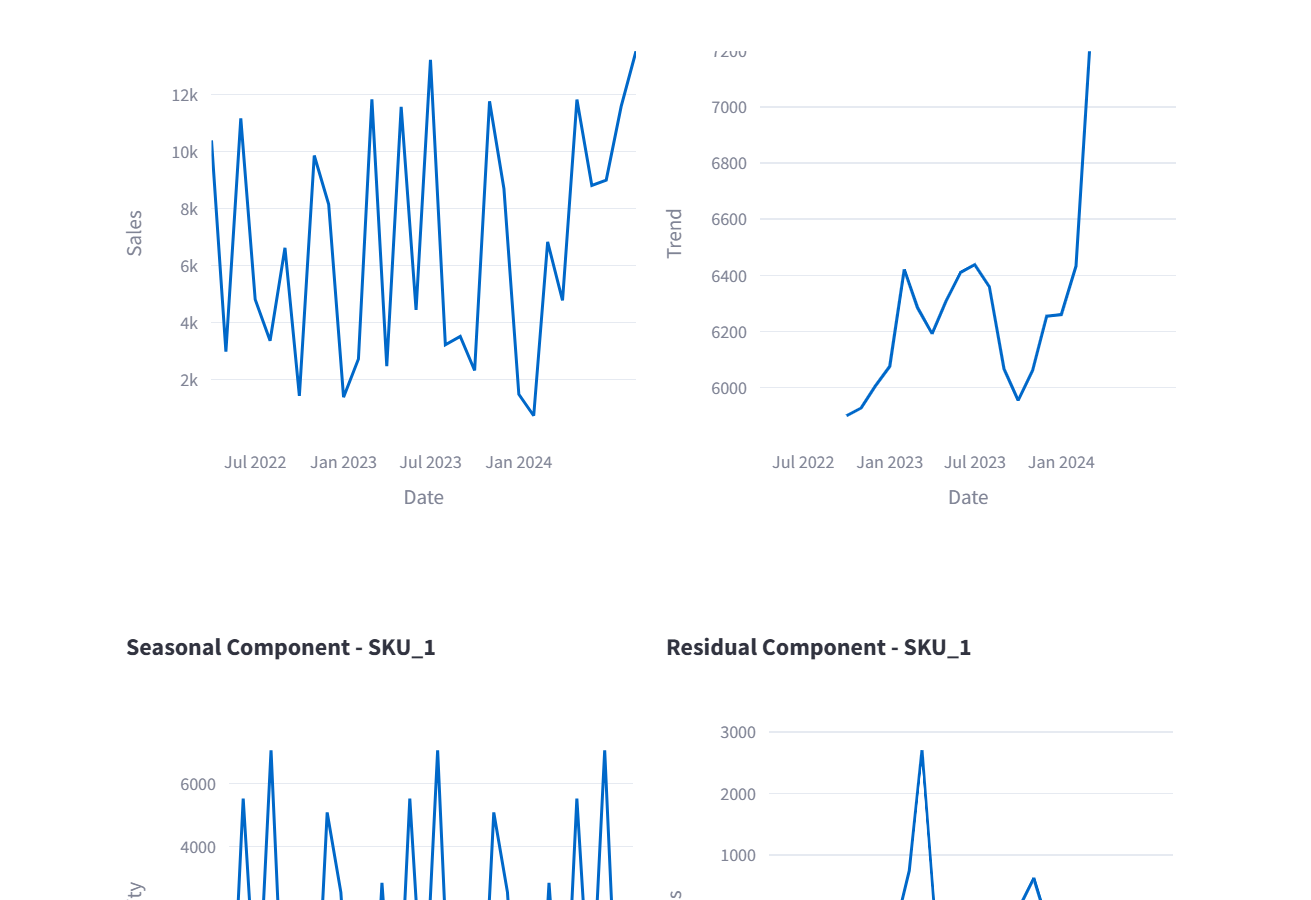 12k
10k
8k
6k
4k
2k
Sales
Jul 2022 Jan 2023 Jul 2023 Jan 2024
Date
7200
7000
6800
6600
6400
6200
6000
Trend
Jul 2022 Jan 2023 Jul 2023 Jan 2024
Date
Seasonal Component - SKU_1
Residual Component - SKU_1
6000
4000
ty
3000
2000
1000
s